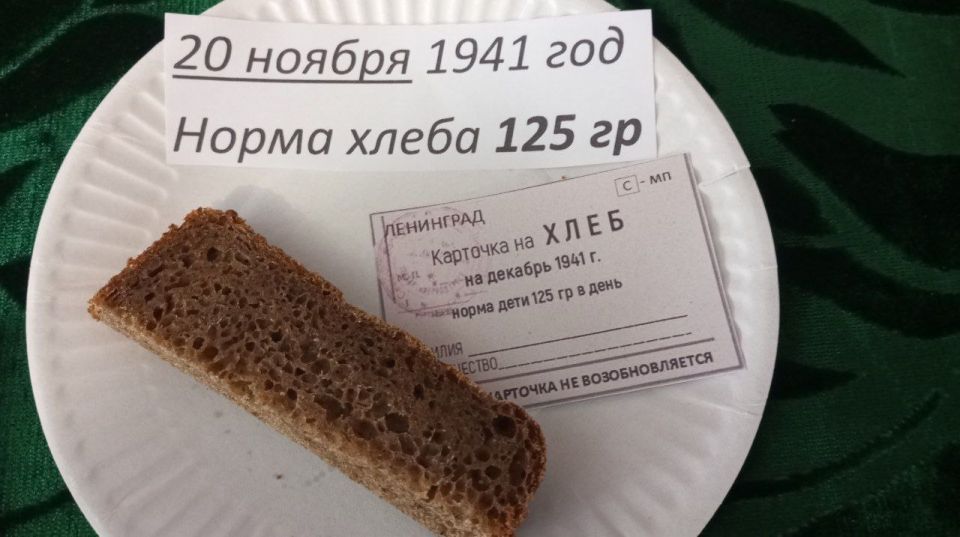 20 ноября 1941 год
Норма хлеба 125 гр
С - МП
ЛЕНИНГРАД
Карточка на ХЛЕБ
на декабрь 1941 г.
норма дети 125 гр в день
КАРТОЧКА НЕ ВОЗОБНОВЛЯЕТСЯ